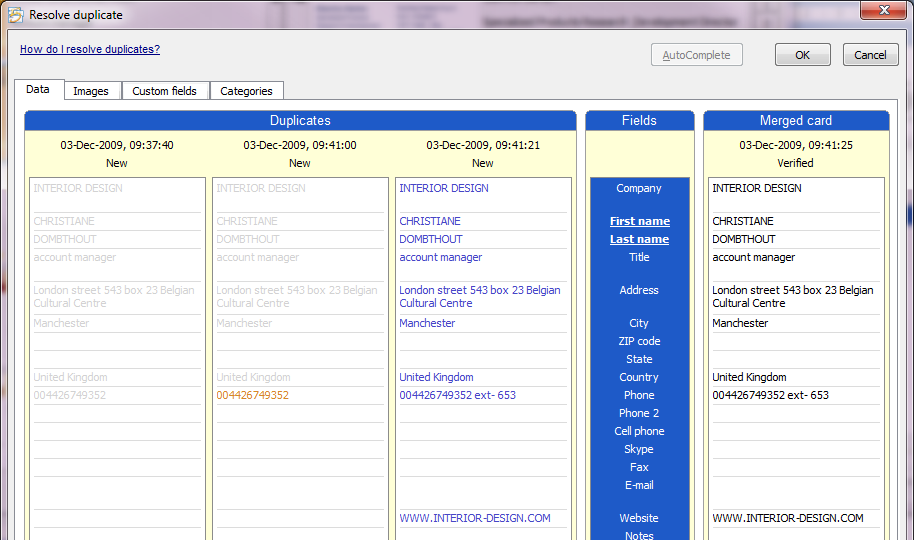 Specialized Products Research, Development Director
Resolve duplicate
How do I resolve duplicates?
AutoComplete
OK
Cancel
Data
Images
Custom fields
Categories
Duplicates
Fields
Merged card
03-Dec-2009, 09:37:40
New
03-Dec-2009, 09:41:00
New
03-Dec-2009, 09:41:21
New
03-Dec-2009, 09:41:25
Verified
INTERIOR DESIGN
CHRISTIANE
DOMBTHOUT
account manager
London street 543 box 23 Belgian
Cultural Centre
Manchester
United Kingdom
004426749352
INTERIOR DESIGN
CHRISTIANE
DOMBTHOUT
account manager
London street 543 box 23 Belgian
Cultural Centre
Manchester
United Kingdom
004426749352
INTERIOR DESIGN
CHRISTIANE
DOMBTHOUT
account manager
London street 543 box 23 Belgian
Cultural Centre
Manchester
United Kingdom
004426749352 ext- 653
WWW.INTERIOR-DESIGN.COM
Company
First name
Last name
Title
Address
City
ZIP code
State
Country
Phone
Phone 2
Cell phone
Skype
Fax
E-mail
Website
Notes
INTERIOR DESIGN
CHRISTIANE
DOMBTHOUT
account manager
London street 543 box 23 Belgian
Cultural Centre
Manchester
United Kingdom
004426749352 ext- 653
WWW.INTERIOR-DESIGN.COM